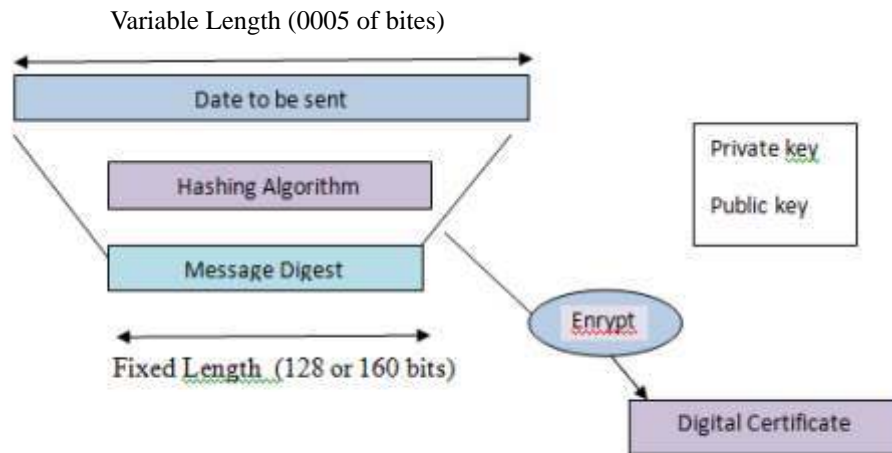 Variable Length (0005 of bites)
Date to be sent
Hashing Algorithm
Private key
Public key
Message Digest
Enrypt
Fixed Length (128 or 160 bits)
Digital Certificate